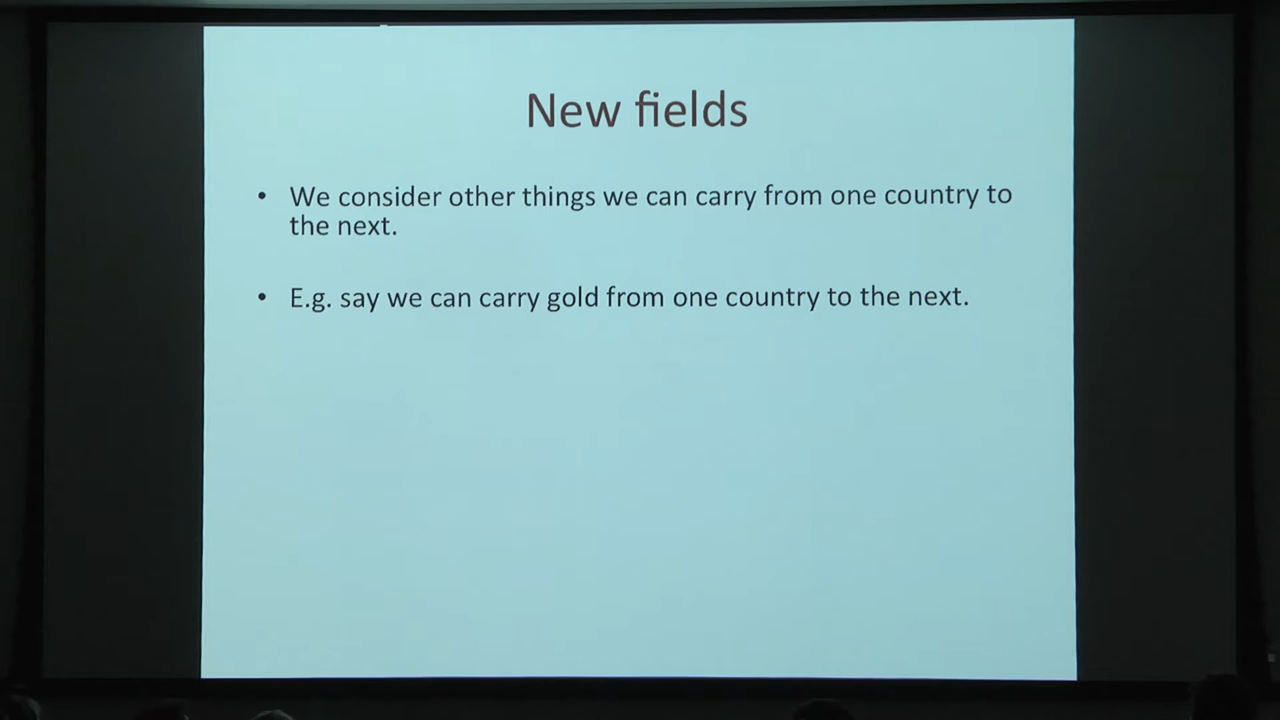 New fields
• We consider other things we can carry from one country to
the next.
• E.g. say we can carry gold from one country to the next.